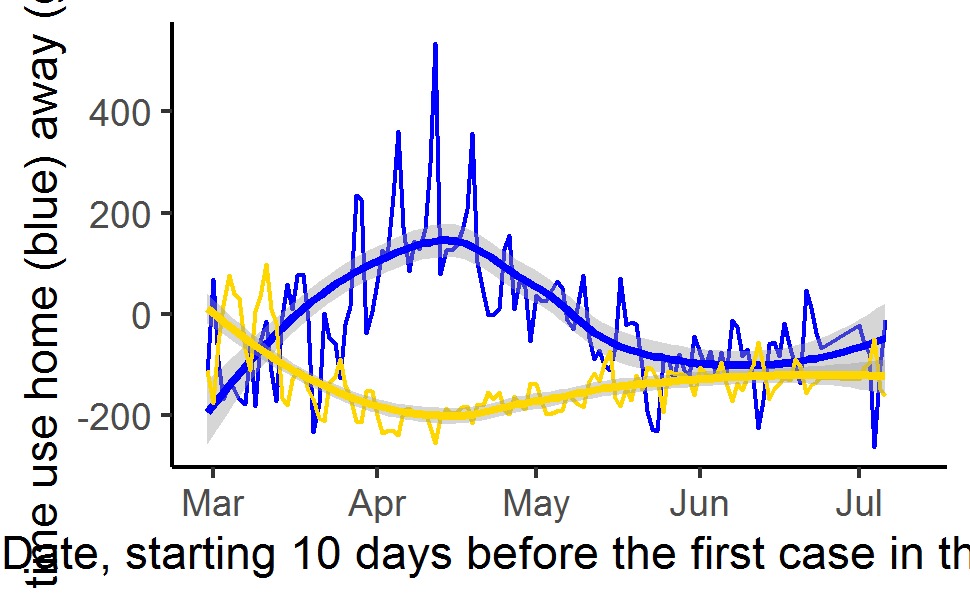 time use home (blue) away (
400
200
0
-200
Mar Apr May Jun Jul
Date, starting 10 days before the first case in th